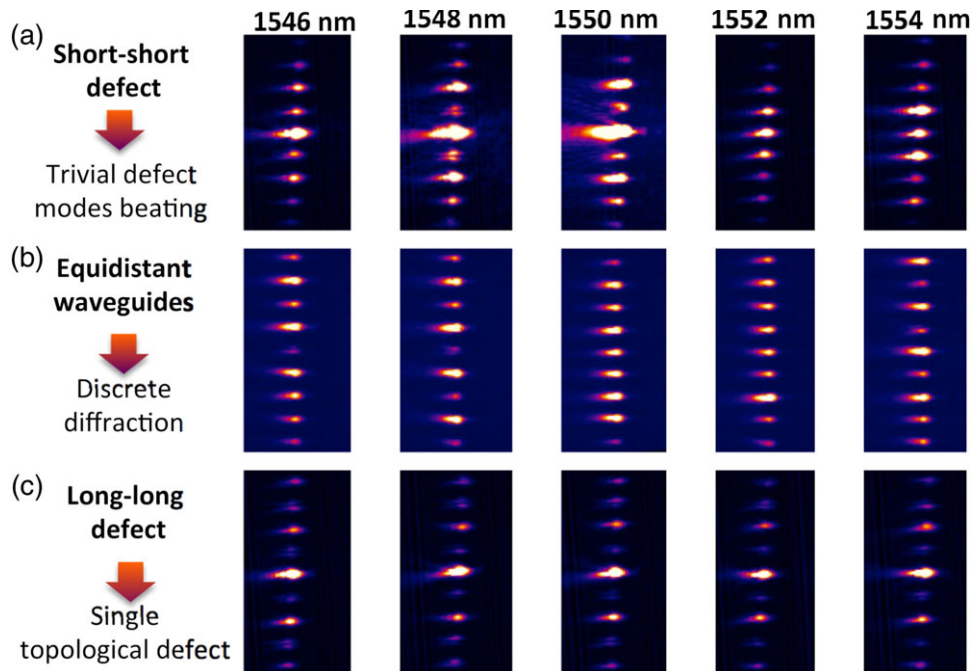 1546 nm 1548 nm 1550 nm 1552 nm 1554 nm
(a)
Short-short
defect
Trivial defect
modes beating
(b)
Equidistant
waveguides
Discrete
diffraction
(c)
Long-long
defect
Single
topological defect